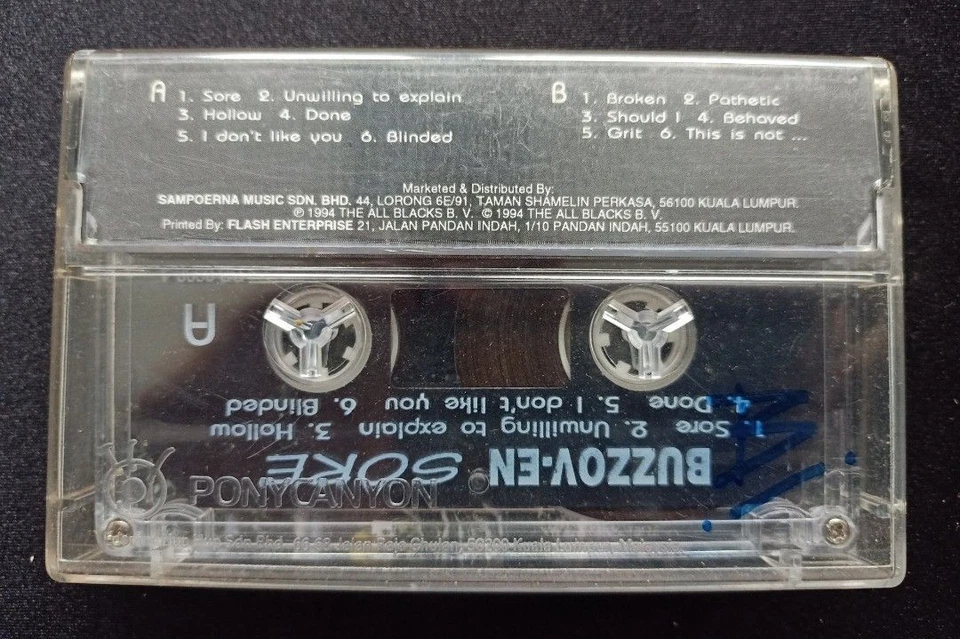 A 1. Sore 2. Unwilling to explain
3. Hollow 4. Done
5. I don't like you 6. Blinded
B 1. Broken 2. Pathetic
3. Should I 4. Behaved
5. Grit 6. This is not ...
Marketed & Distributed By:
SAMPOERNA MUSIC SDN. BHD. 44, LORONG 6E/91, TAMAN SHAMELIN PERKASA, 56100 KUALA LUMPUR.
℗ 1994 THE ALL BLACKS B. V. © 1994 THE ALL BLACKS B. V.
Printed By: FLASH ENTERPRISE 21, JALAN PANDAN INDAH, 1/10 PANDAN INDAH, 55100 KUALA LUMPUR.
BUZZOV•EN SORE
1. Sore 2. Unwilling to explain 3. Hollow
4. Done 5. I don't like you 6. Blinded
A
PONY CANYON